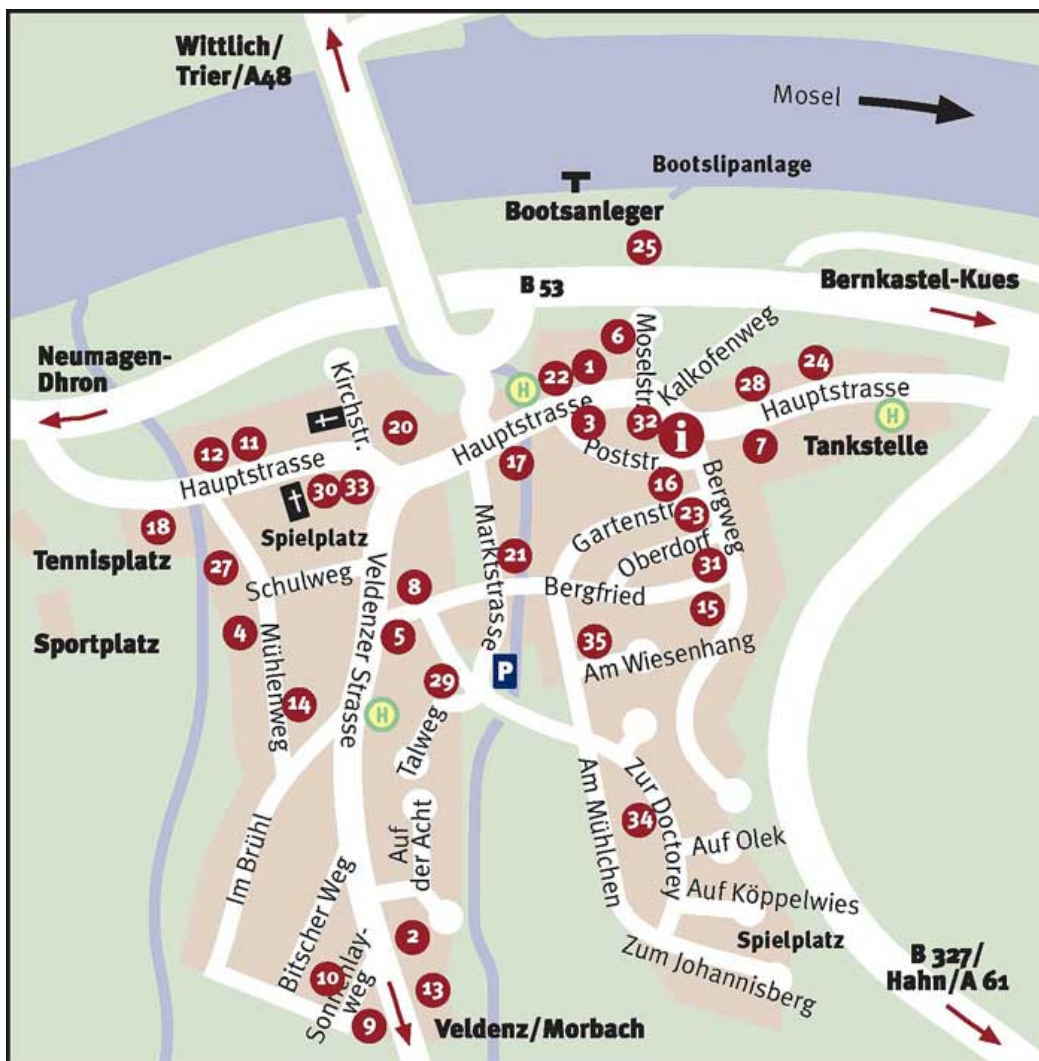 Wittlich/
Trier/A48
Mosel
Bootslipanlage
Bootsanleger
25
B 53
Bernkastel-Kues
Neumagen-
Dhron
Kirchstr.
6
Moselstr.
Kalkofenweg
24
22
1
28
H
Hauptstrasse
Hauptstrasse
H
Tankstelle
20
3
32
i
7
12
11
Hauptstrasse
17
Poststr.
16
Bergweg
30
33
18
Spielplatz
Tennisplatz
Gartenstr.
23
27
Schulweg
Marktstrasse
21
Oberdorf
31
8
Bergfried
15
Veldenzer Strasse
4
5
35
Am Wiesenhang
Sportplatz
Mühlenweg
29
P
14
H
Talweg
Am Mühlchen
Zur Doctorey
34
Auf Olek
Auf
der Acht
Im Brühl
Bitscher Weg
Auf Köppelwies
2
Spielplatz
Zum Johannisberg
B 327/
Hahn/A 61
10
Sonnenlay-
weg
13
9
Veldenz/Morbach